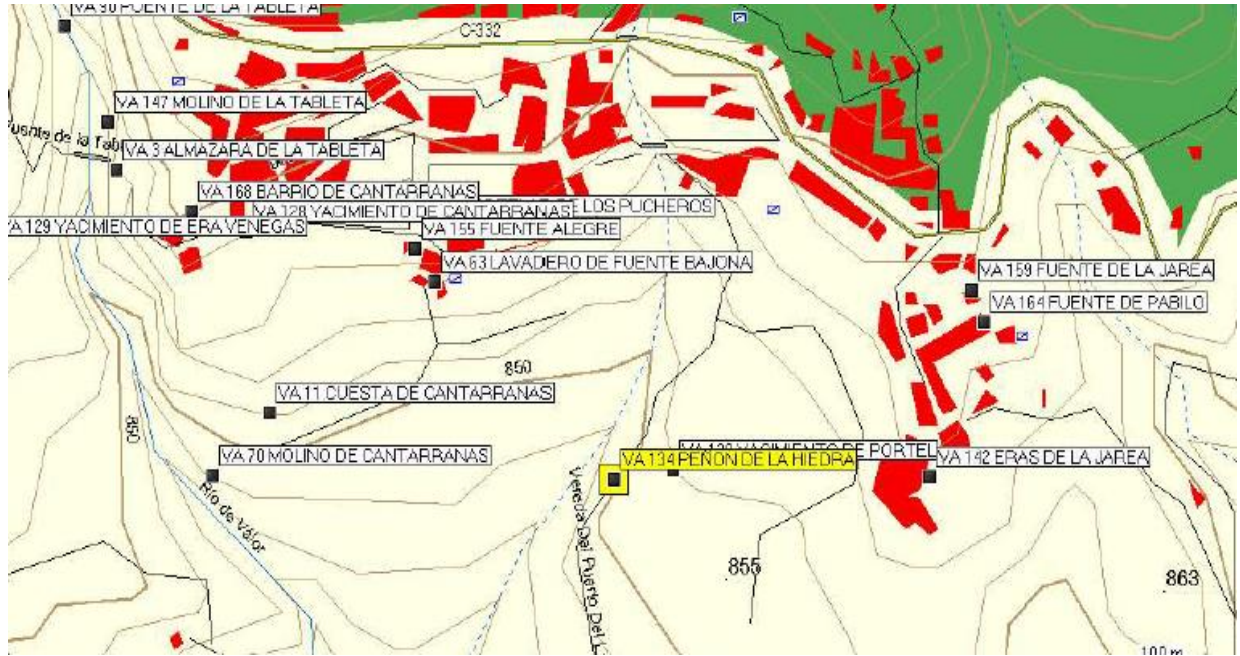 VA 90 PUENTE DE LA TABLETA
C-332
VA 147 MOLINO DE LA TABLETA
Fuente de la Tab
VA 3 ALMAZARA DE LA TABLETA
VA 168 BARRIO DE CANTARRANAS
VA 128 YACIMIENTO DE CANTARRANAS
E LOS PUCHEROS
VA 129 YACIMIENTO DE ERA VENEGAS
VA 155 FUENTE ALEGRE
VA 63 LAVADERO DE FUENTE BAJONA
VA 159 FUENTE DE LA JAREA
VA 164 FUENTE DE PABILO
850
VA 11 CUESTA DE CANTARRANAS
850
VA 70 MOLINO DE CANTARRANAS
YACIMIENTO DE PORTEL
VA 134 PEÑON DE LA HIEDRA
VA 142 ERAS DE LA JAREA
Río de Válor
Vereda Del Puerto Del L
855
863
100 m